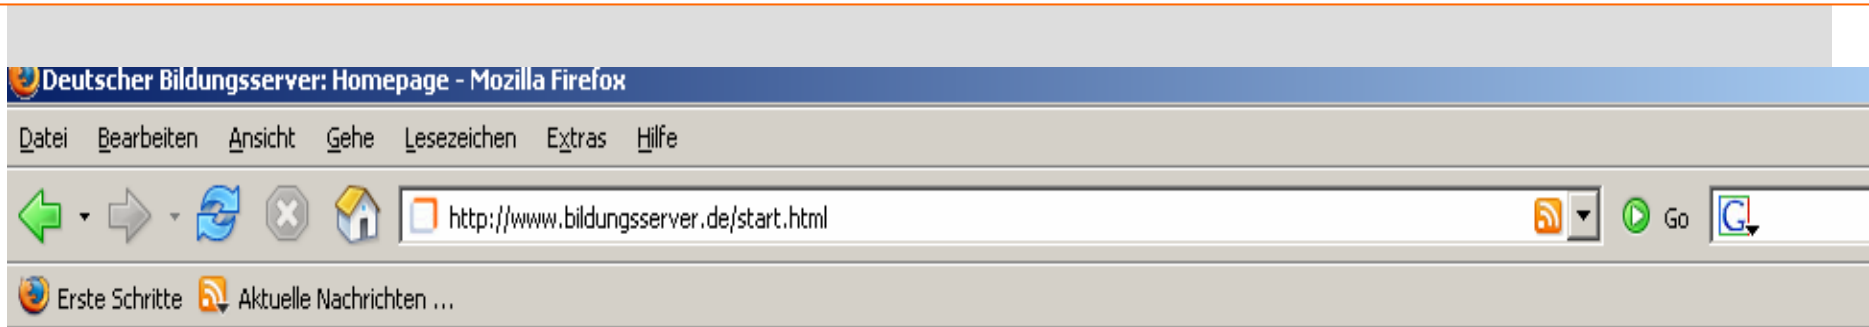 Deutscher Bildungsserver: Homepage - Mozilla Firefox
Datei Bearbeiten Ansicht Gehe Lesezeichen Extras Hilfe
http://www.bildungsserver.de/start.html Go G
Erste Schritte Aktuelle Nachrichten ...